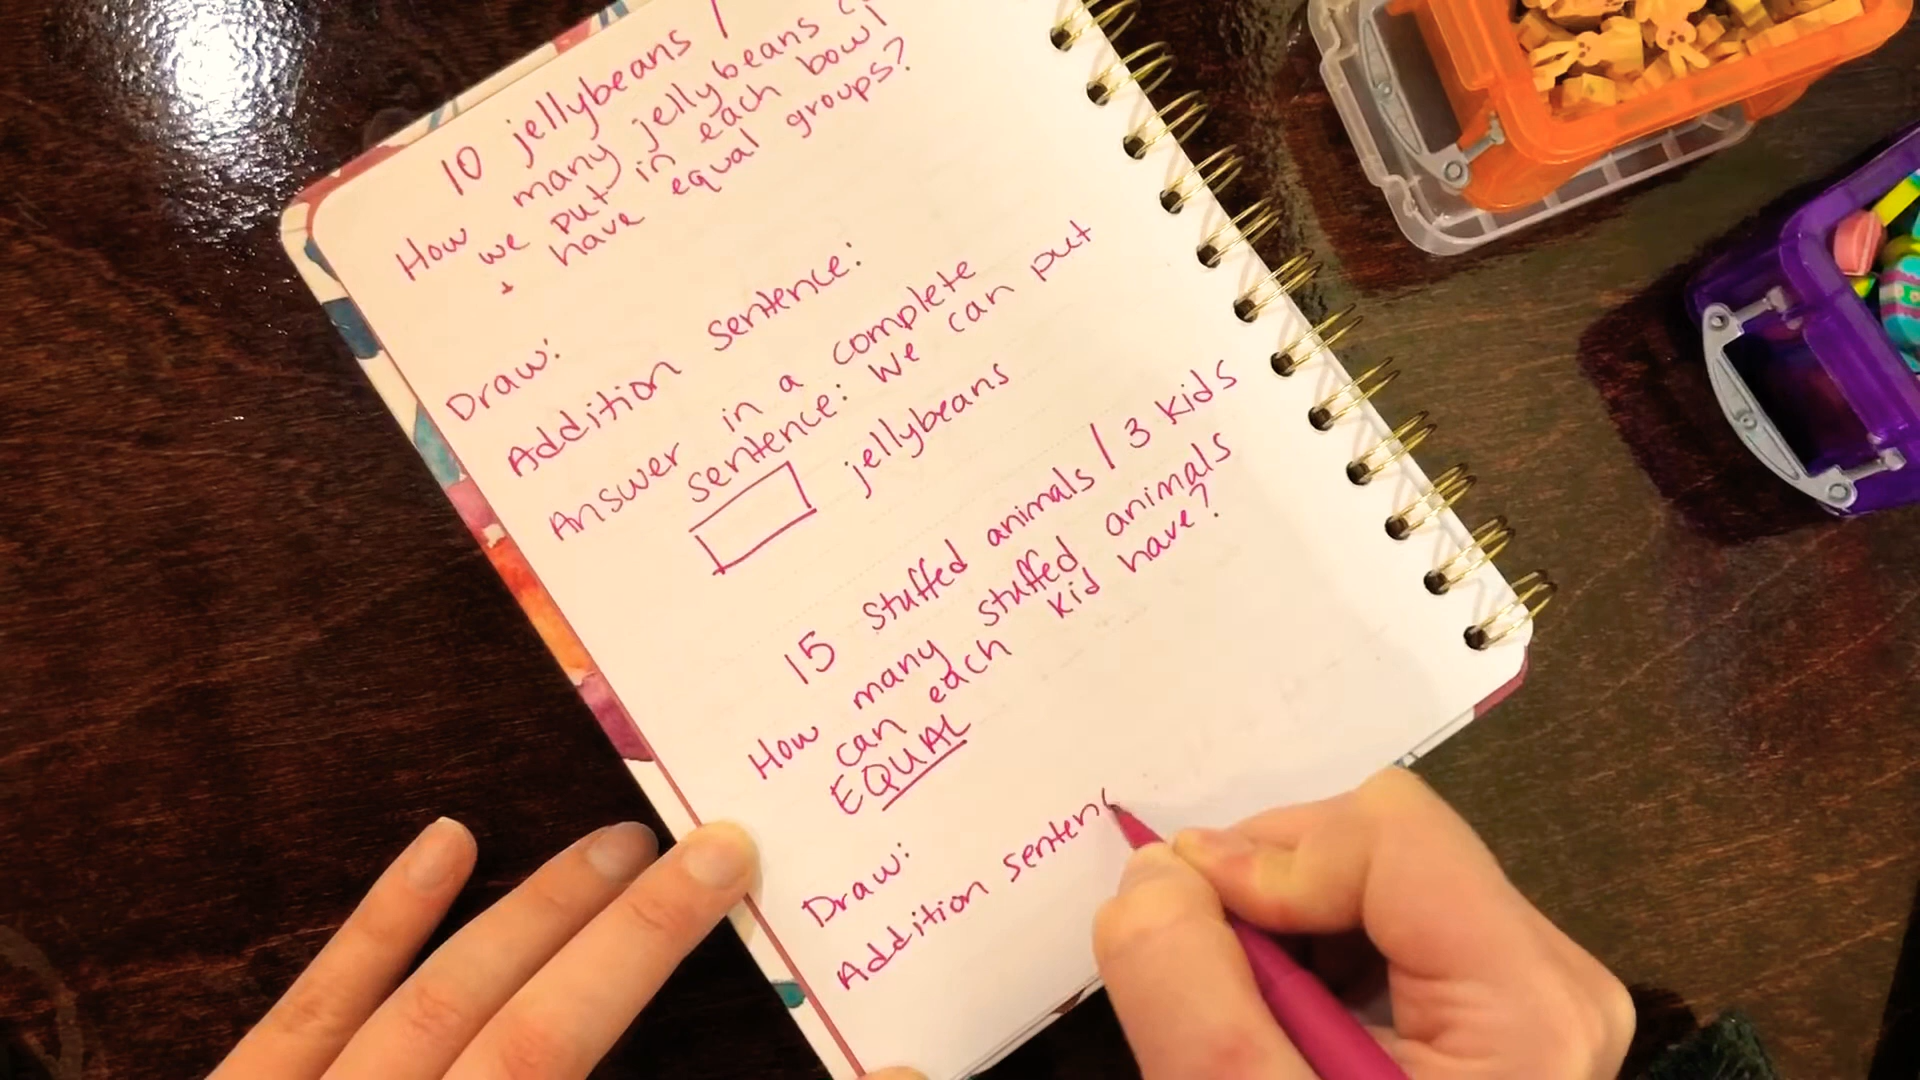 10 jellybeans /
How many jellybeans
we put in each bowl
+ have equal groups?
Draw:
Addition sentence:
Answer in a complete
sentence: We can put
jellybeans
15 stuffed animals / 3 kids
How many stuffed animals
can each kid have?
EQUAL
Draw:
Addition sentenc